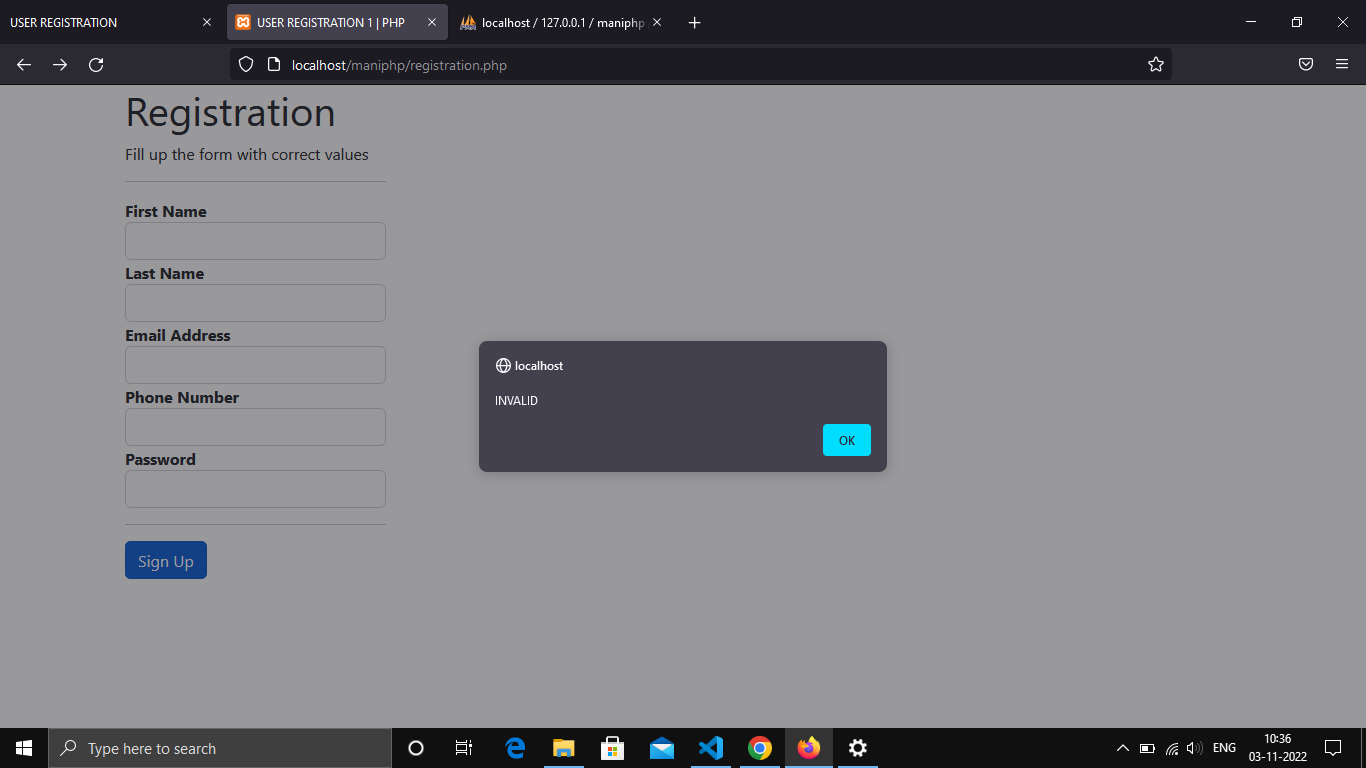 USER REGISTRATION
USER REGISTRATION 1 | PHP
localhost / 127.0.0.1 / maniphp
localhost/maniphp/registration.php
Registration
Fill up the form with correct values
First Name
Last Name
Email Address
Phone Number
Password
Sign Up
localhost
INVALID
OK
Type here to search
ENG
10:36
03-11-2022